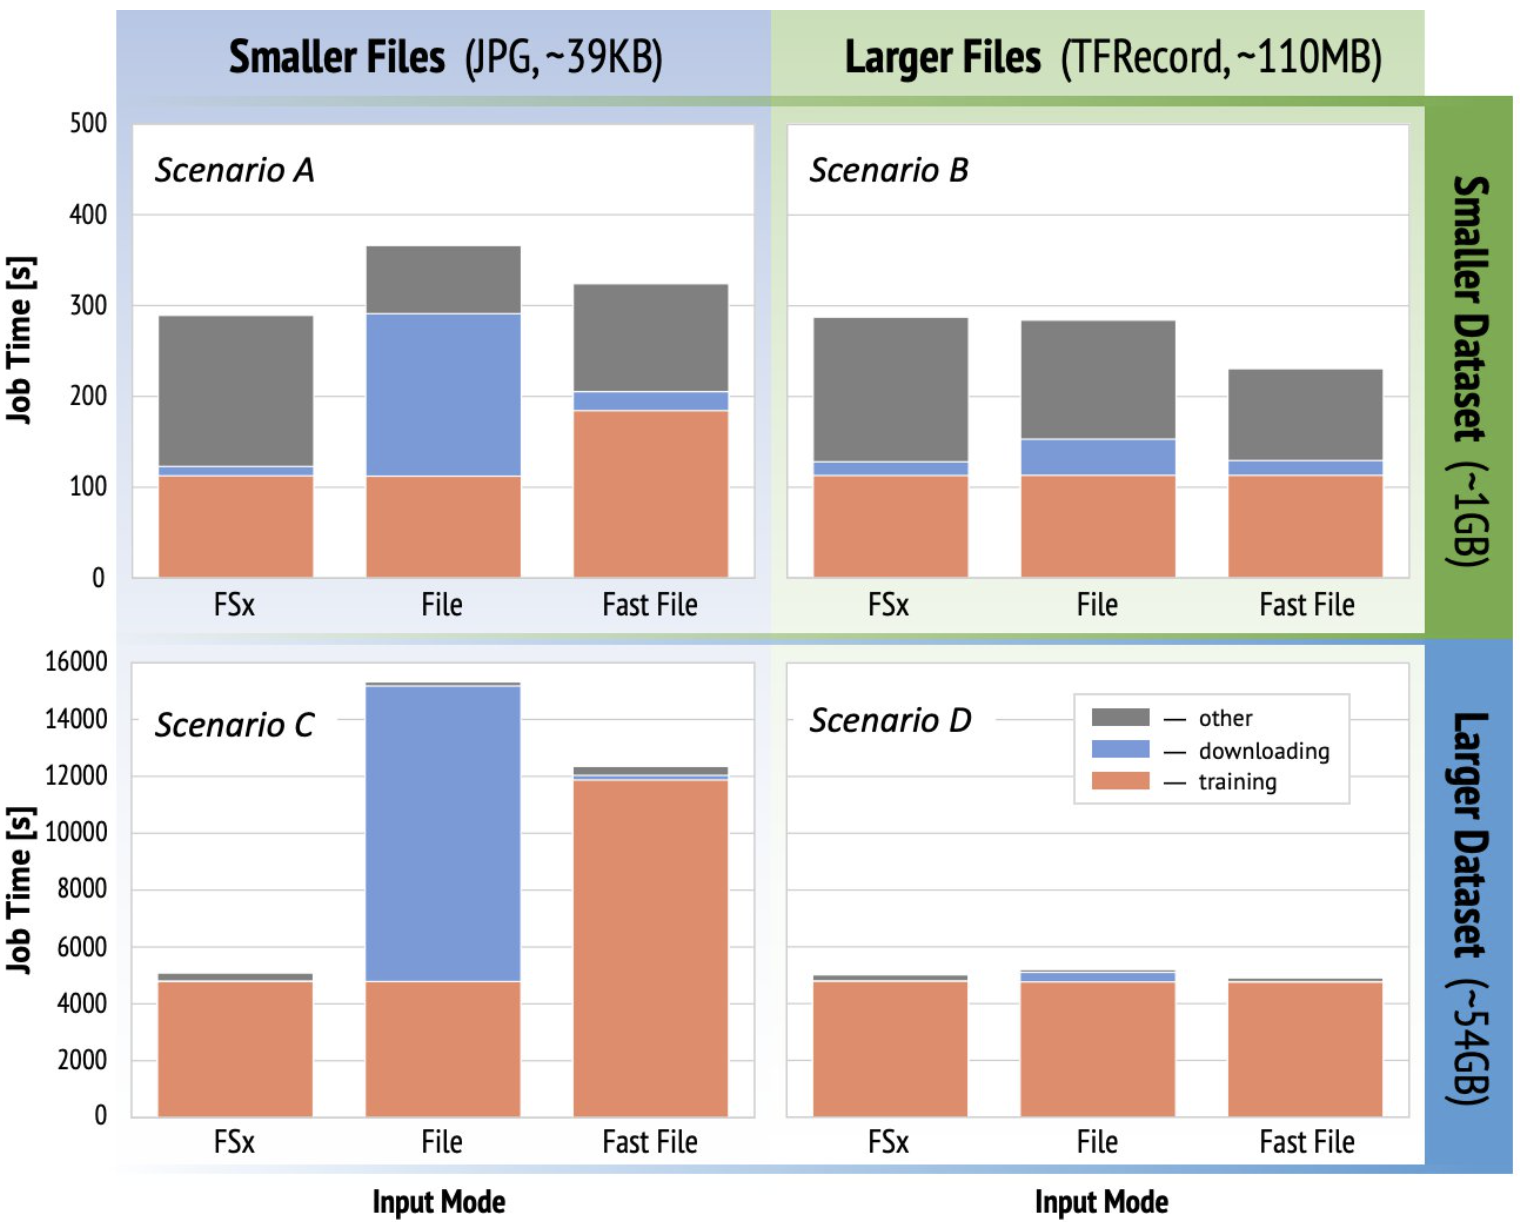 Smaller Files (JPG, ~39KB)
Larger Files (TFRecord, ~110MB)
Smaller Dataset (~1GB)
Larger Dataset (~54GB)
Job Time [s]
500
400
300
200
100
0
Scenario A
FSx File Fast File
Scenario B
FSx File Fast File
Job Time [s]
16000
14000
12000
10000
8000
6000
4000
2000
0
Scenario C
FSx File Fast File
Input Mode
Scenario D
— other
— downloading
— training
FSx File Fast File
Input Mode